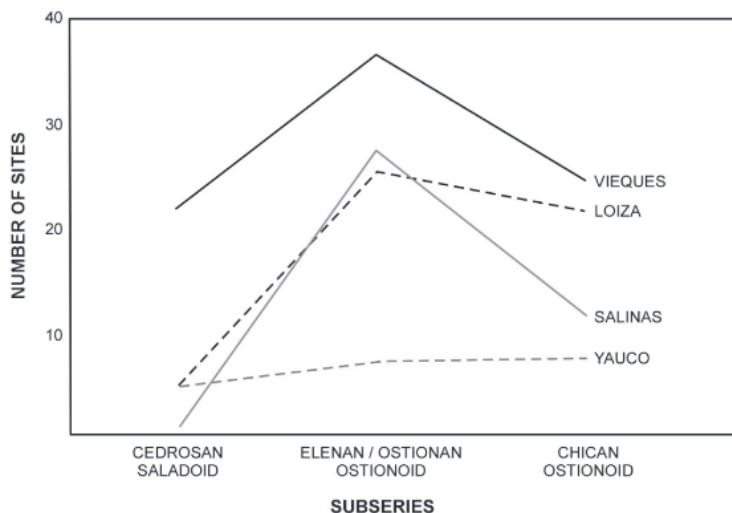 40
30
20
10
NUMBER OF SITES
VIEQUES
LOIZA
SALINAS
YAUCO
CEDROSAN
SALADOID
ELENAN / OSTIONAN
OSTIONOID
CHICAN
OSTIONOID
SUBSERIES